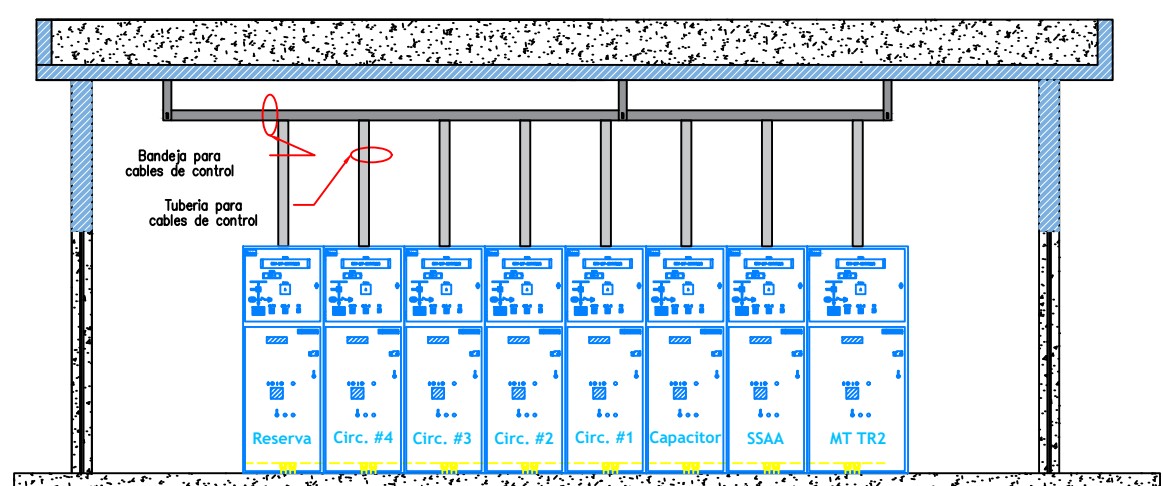 Bandeja para
cables de control
Tuberia para
cables de control
Reserva
Circ. #4
Circ. #3
Circ. #2
Circ. #1
Capacitor
SSAA
MT TR2